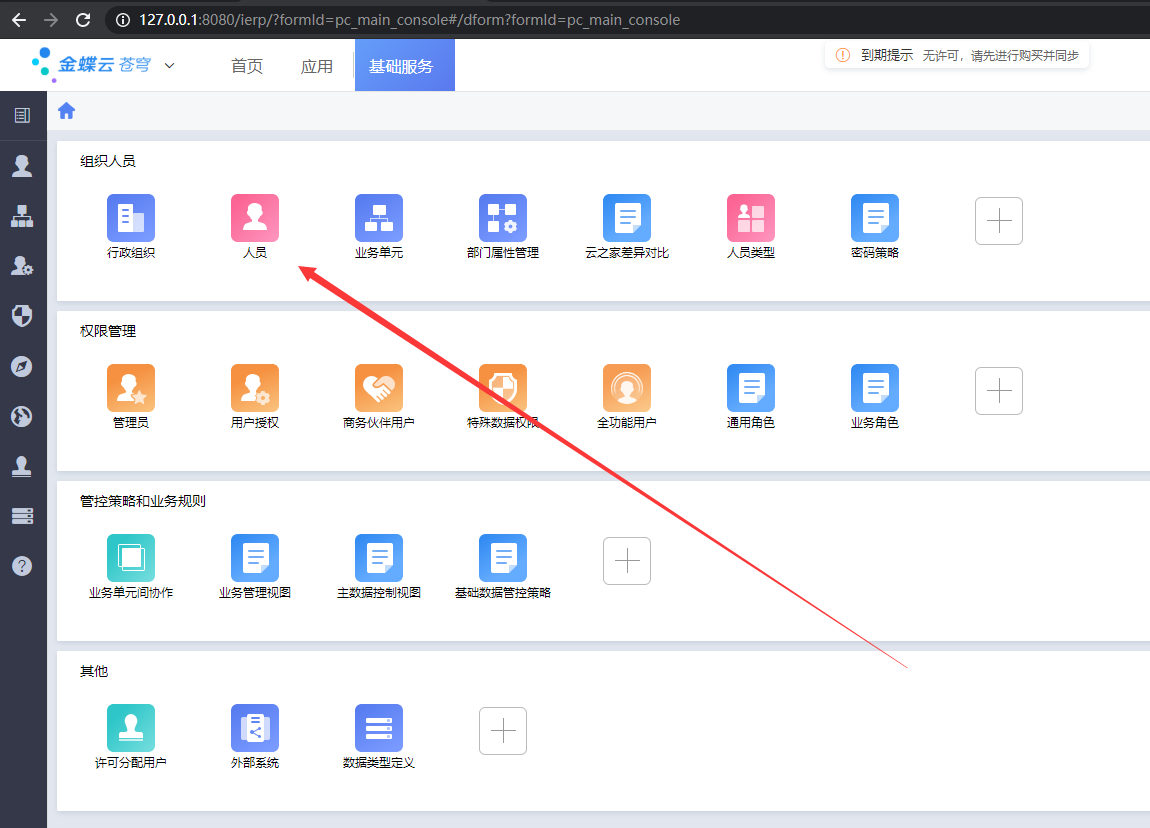 127.0.0.1:8080/ierp/?formId=pc_main_console#/dform?formId=pc_main_console
金蝶云 苍穹 首页 应用 基础服务 到期提示 无许可，请先进行购买并同步
组织人员
行政组织 人员 业务单元 部门属性管理 云之家差异对比 人员类型 密码策略
权限管理
管理员 用户授权 商务伙伴用户 特殊数据权限 全功能用户 通用角色 业务角色
管控策略和业务规则
业务单元间协作 业务管理视图 主数据控制视图 基础数据管控策略
其他
许可分配用户 外部系统 数据类型定义